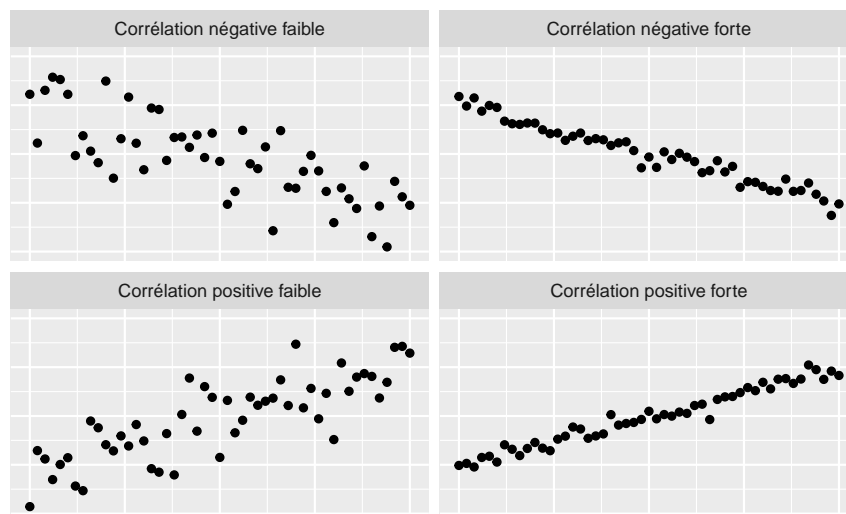 Corrélation négative faible
Corrélation négative forte
Corrélation positive faible
Corrélation positive forte